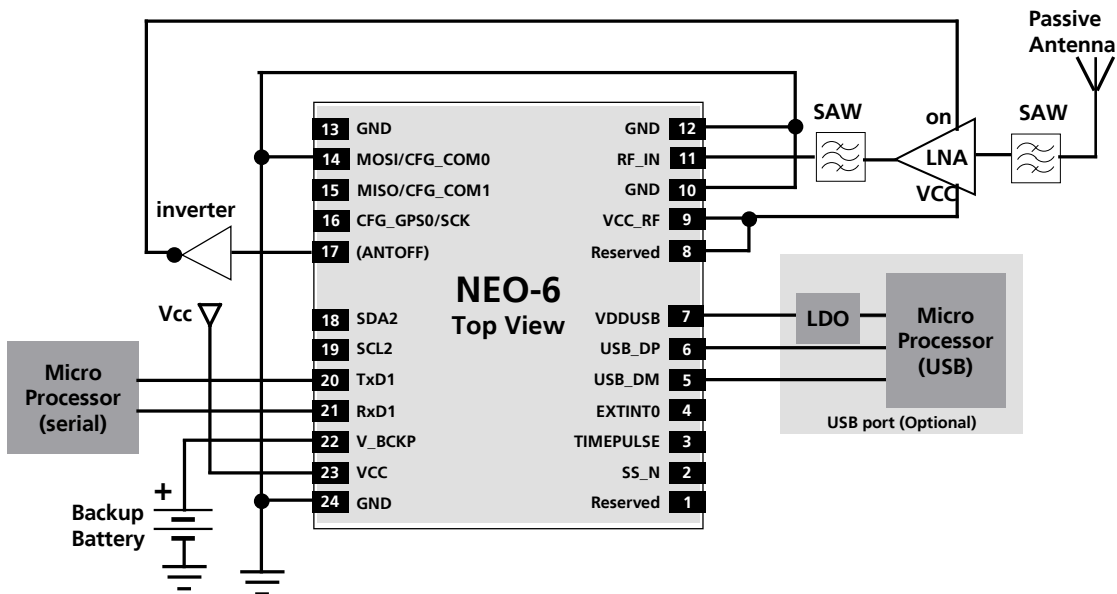 Passive
Antenna
SAW
on
SAW
LNA
VCC
inverter
Vcc
13 GND
14 MOSI/CFG_COM0
15 MISO/CFG_COM1
16 CFG_GPS0/SCK
17 (ANTOFF)
18 SDA2
19 SCL2
20 TxD1
21 RxD1
22 V_BCKP
23 VCC
24 GND
NEO-6
Top View
GND 12
RF_IN 11
GND 10
VCC_RF 9
Reserved 8
VDDUSB 7
USB_DP 6
USB_DM 5
EXTINT0 4
TIMEPULSE 3
SS_N 2
Reserved 1
LDO
Micro
Processor
(USB)
USB port (Optional)
Micro
Processor
(serial)
+
Backup
Battery